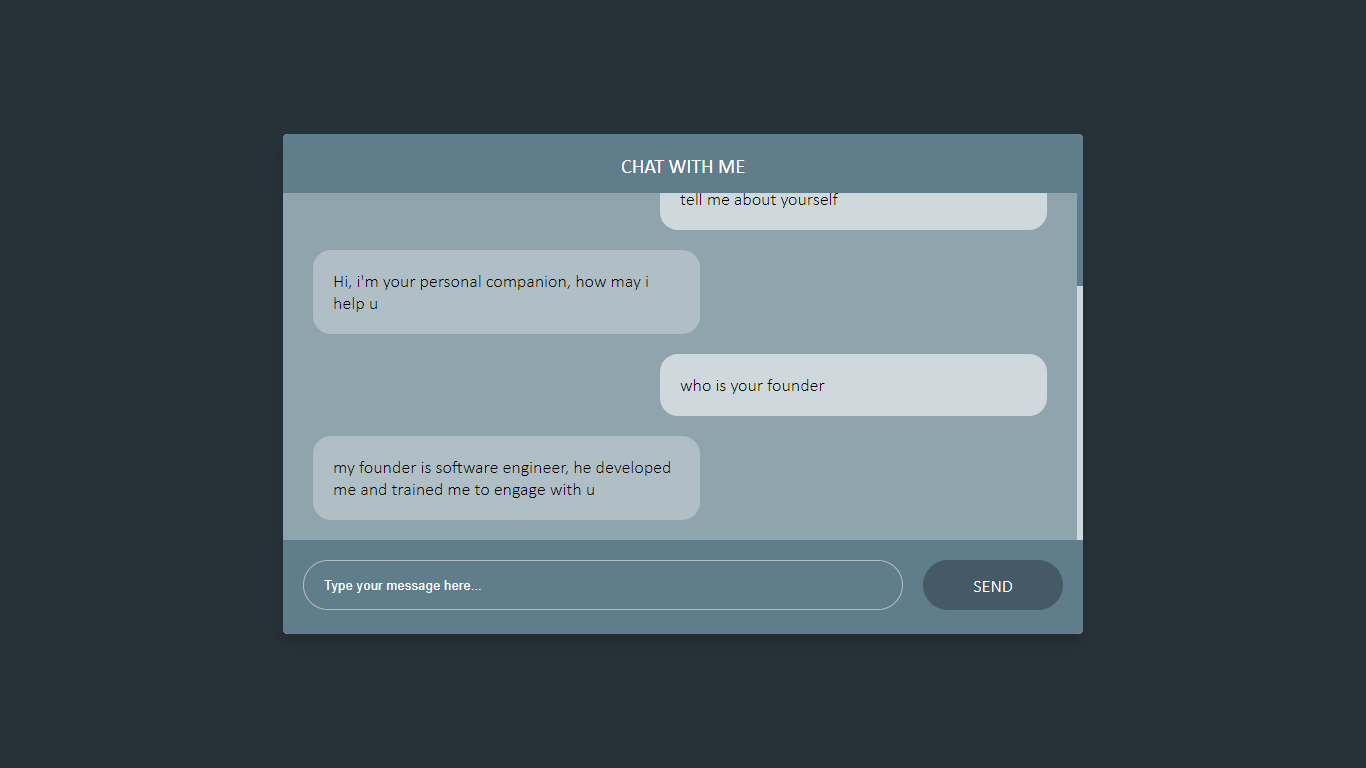 CHAT WITH ME
tell me about yourself
Hi, i'm your personal companion, how may i
help u
who is your founder
my founder is software engineer, he developed
me and trained me to engage with u
Type your message here...
SEND